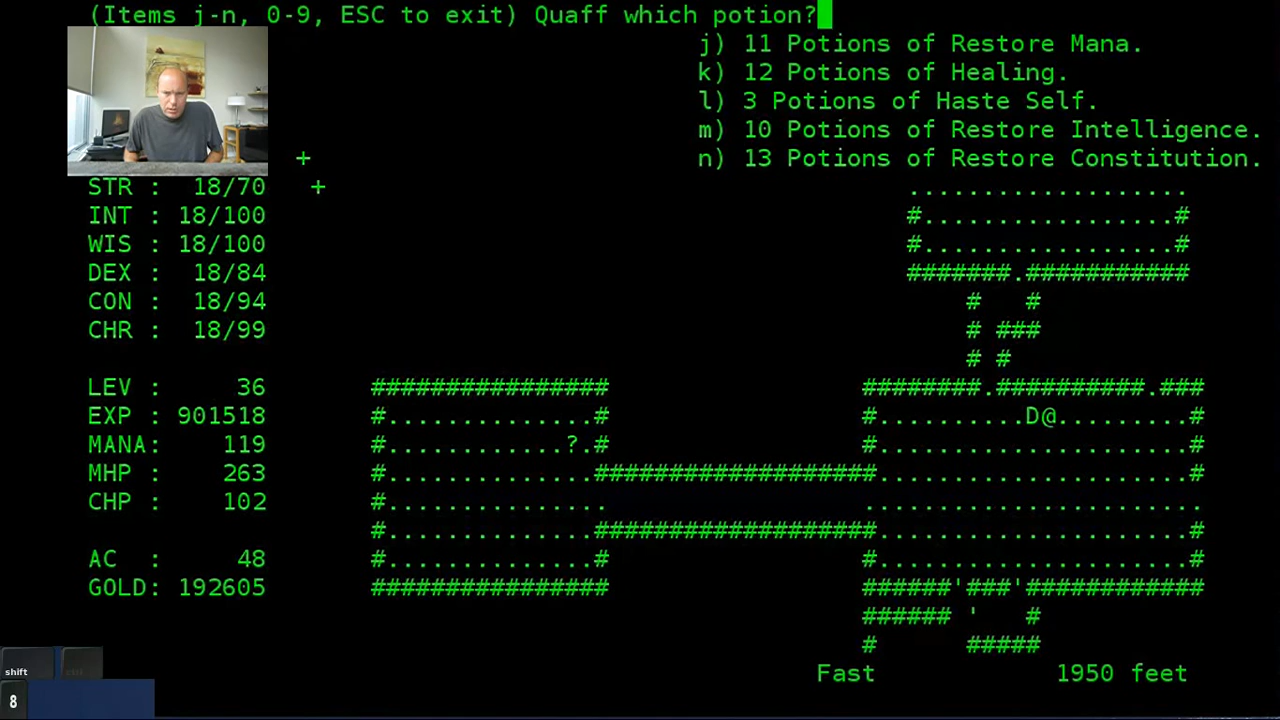 (Items j-n, 0-9, ESC to exit) Quaff which potion?
j) 11 Potions of Restore Mana.
k) 12 Potions of Healing.
l) 3 Potions of Haste Self.
m) 10 Potions of Restore Intelligence.
n) 13 Potions of Restore Constitution.
+
STR : 18/70 + ...................
INT : 18/100 #.................#
WIS : 18/100 #.................#
DEX : 18/84 #######.###########
CON : 18/94 # #
CHR : 18/99 # ###
# #
LEV : 36 ################ ########.##########.###
EXP : 901518 #..............# #..........D@.........#
MANA: 119 #............?.# #.....................#
MHP : 263 #..............###################.....................#
CHP : 102 #............... .......................
#..............###################.....................#
AC : 48 #..............# #.....................#
GOLD: 192605 ################ ######'###'############
###### ' #
# #####
shift
Fast 1950 feet
8